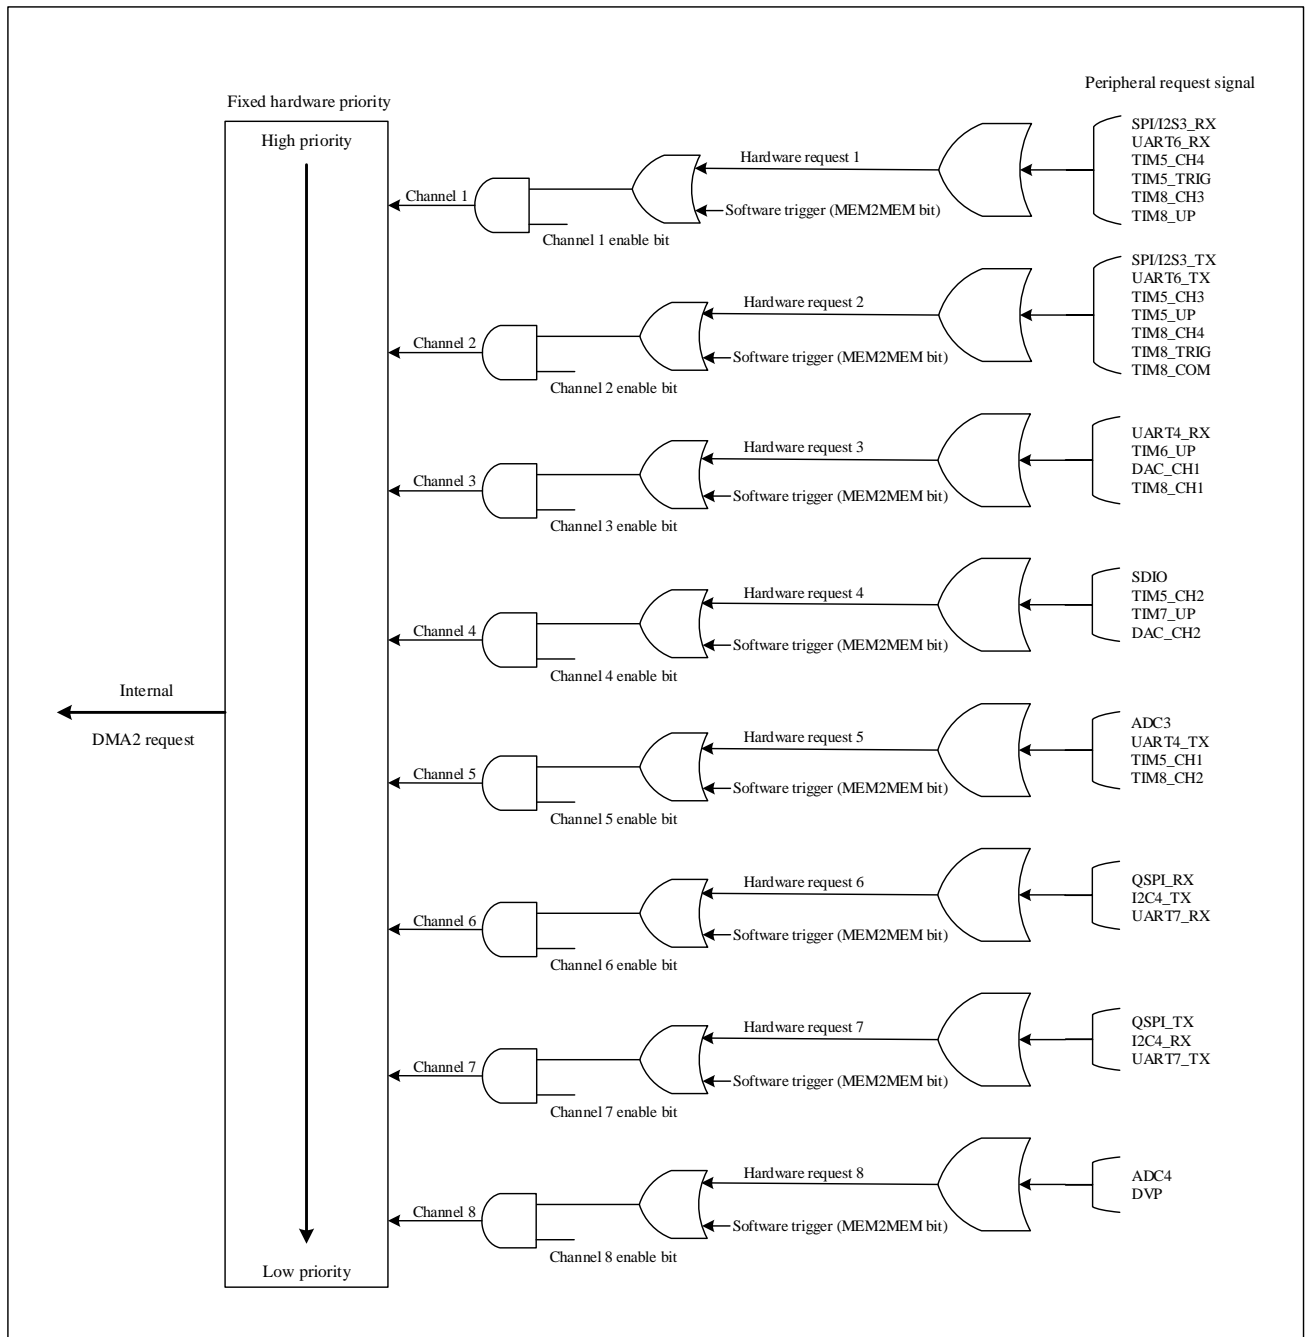 Peripheral request signal
Fixed hardware priority
High priority
SPI/I2S3_RX
UART6_RX
TIM5_CH4
TIM5_TRIG
TIM8_CH3
TIM8_UP
Hardware request 1
Channel 1
Software trigger (MEM2MEM bit)
Channel 1 enable bit
SPI/I2S3_TX
UART6_TX
TIM5_CH3
TIM5_UP
TIM8_CH4
TIM8_TRIG
TIM8_COM
Hardware request 2
Channel 2
Software trigger (MEM2MEM bit)
Channel 2 enable bit
UART4_RX
TIM6_UP
DAC_CH1
TIM8_CH1
Hardware request 3
Channel 3
Software trigger (MEM2MEM bit)
Channel 3 enable bit
SDIO
TIM5_CH2
TIM7_UP
DAC_CH2
Hardware request 4
Channel 4
Software trigger (MEM2MEM bit)
Channel 4 enable bit
Internal
DMA2 request
ADC3
UART4_TX
TIM5_CH1
TIM8_CH2
Hardware request 5
Channel 5
Software trigger (MEM2MEM bit)
Channel 5 enable bit
QSPI_RX
I2C4_TX
UART7_RX
Hardware request 6
Channel 6
Software trigger (MEM2MEM bit)
Channel 6 enable bit
QSPI_TX
I2C4_RX
UART7_TX
Hardware request 7
Channel 7
Software trigger (MEM2MEM bit)
Channel 7 enable bit
ADC4
DVP
Hardware request 8
Channel 8
Software trigger (MEM2MEM bit)
Channel 8 enable bit
Low priority